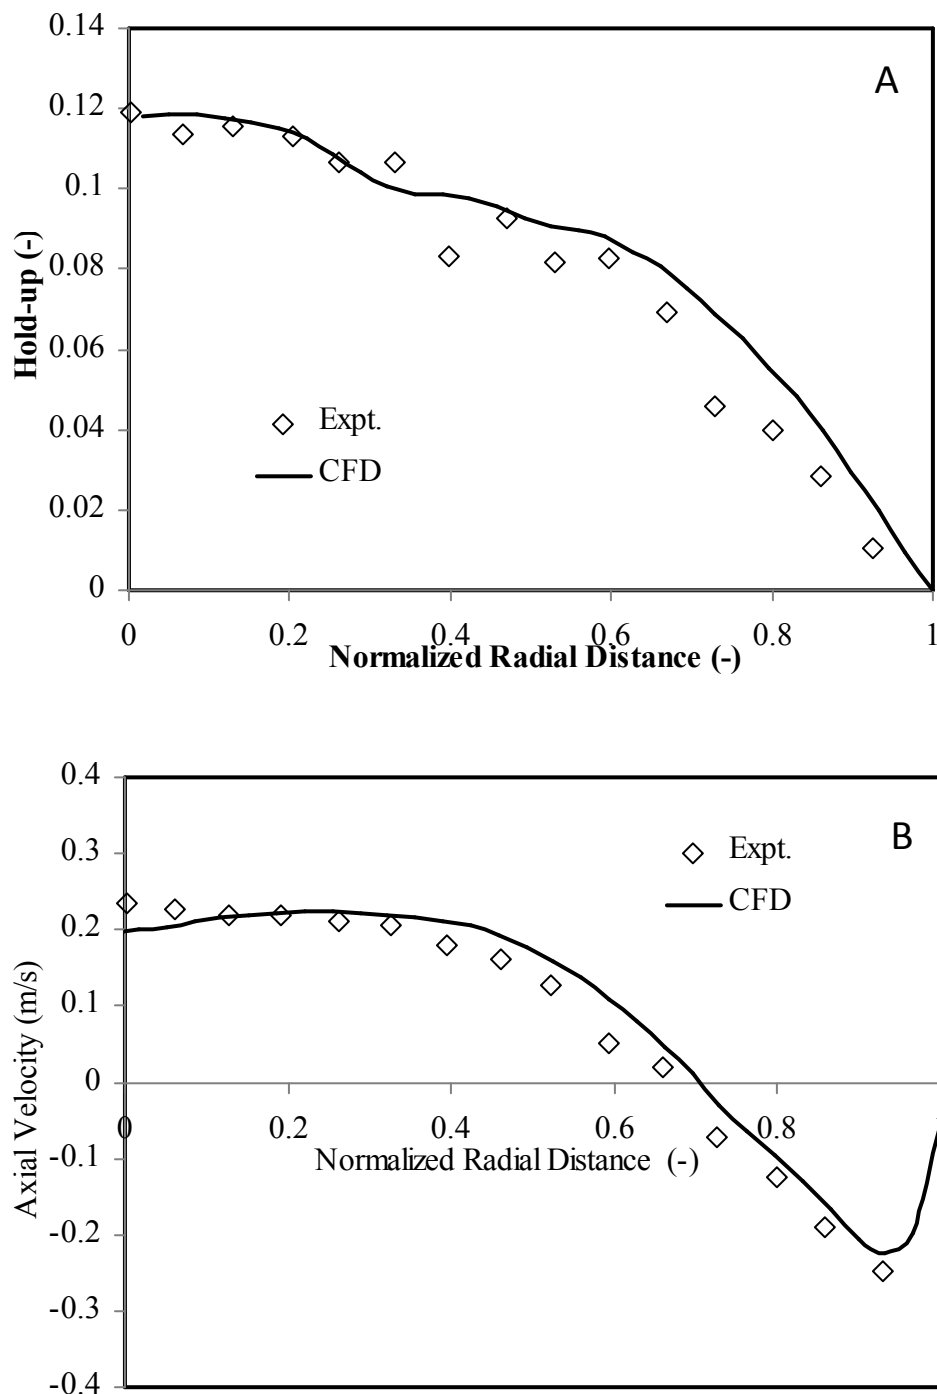 0.14
A
0.12
0.1
0.08
0.06
0.04
0.02
0
Hold-up (-)
Expt.
CFD
0 0.2 0.4 0.6 0.8 1
Normalized Radial Distance (-)
0.4
B
0.3
0.2
0.1
0
-0.1
-0.2
-0.3
-0.4
Axial Velocity (m/s)
Expt.
CFD
0 0.2 0.4 0.6 0.8
Normalized Radial Distance (-)